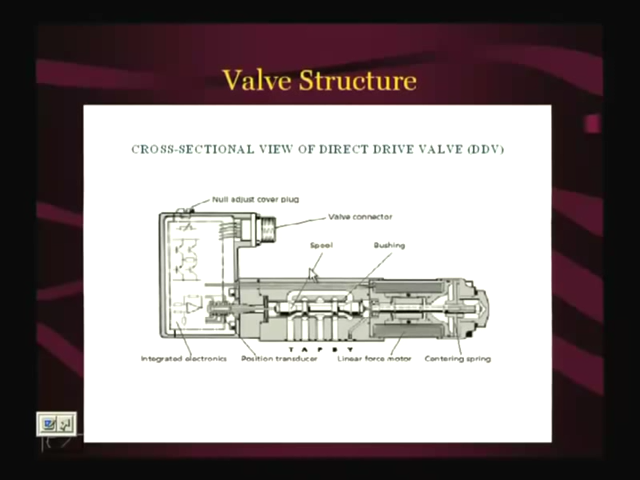 Valve Structure
CROSS-SECTIONAL VIEW OF DIRECT DRIVE VALVE (DDV)
Null adjust cover plug
Valve connector
Spool
Bushing
T A P B Y
Integrated electronics
Position transducer
Linear force motor
Centering spring